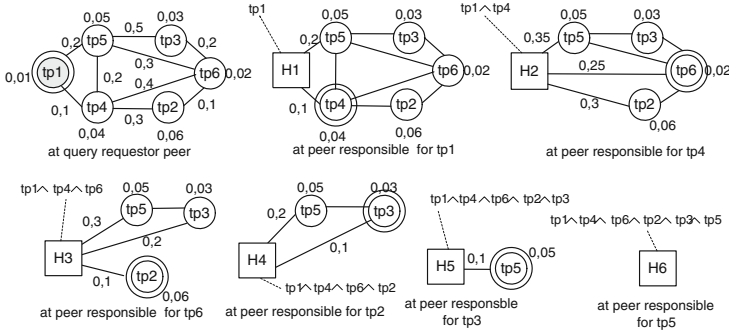 0,05 0,5 0,03
tp5 tp3
0,2 0,2
0,3
0,01 tp1 tp6 0,02
0,2 0,4
0,1 0,1
tp4 0,3 tp2
0,04 0,06
at query requestor peer
tp1
0,05 0,03
0,2 tp5 tp3
H1 tp6 0,02
0,1 tp4 tp2
0,04 0,06
at peer responsible for tp1
tp1^tp4
0,05 0,03
0,35 tp5 tp3
H2 0,25 tp6 0,02
0,3 tp2
0,06
at peer responsible for tp4
tp1^ tp4^ tp6
0,05 0,03
0,3 tp5 tp3
H3 0,2
0,1 tp2
0,06
at peer responsible for tp6
0,05 0,03
0,2 tp5 tp3
H4 0,1
tp1^tp4^tp6^tp2
at peer responsible for tp2
tp1^tp4^tp6^tp2^tp3
H5 0,1 tp5 0,05
at peer responsble
for tp3
tp1^tp4^ tp6^tp2^ tp3^ tp5
H6
at peer responsible
for tp5